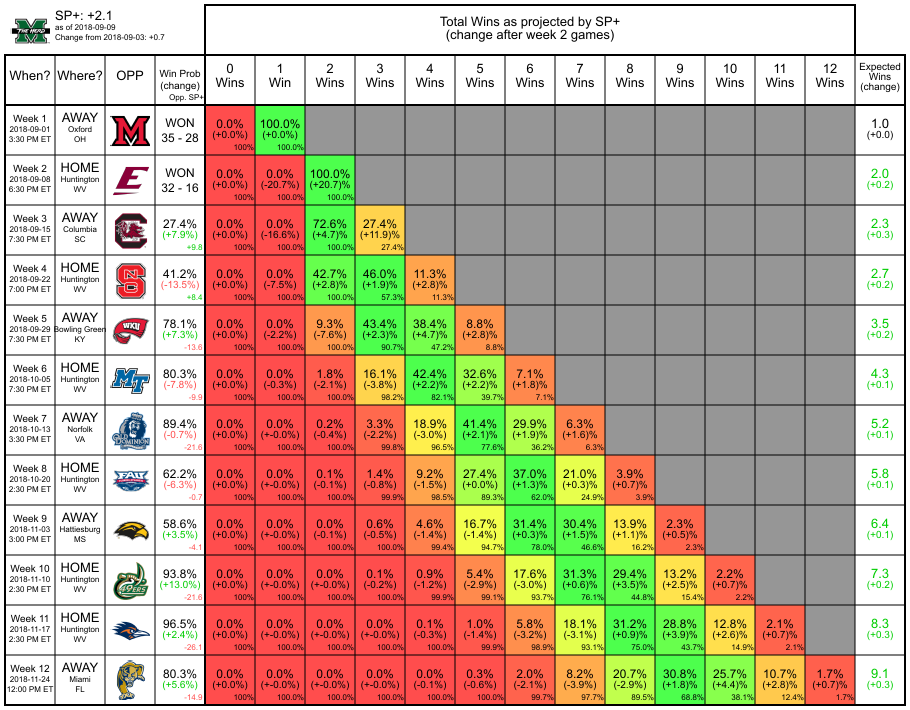 SP+: +2.1
as of 2018-09-09
Change from 2018-09-03: +0.7
THE HERD
Total Wins as projected by SP+
(change after week 2 games)
When? Where? OPP Win Prob (change) Opp. SP+ 0 Wins 1 Win 2 Wins 3 Wins 4 Wins 5 Wins 6 Wins 7 Wins 8 Wins 9 Wins 10 Wins 11 Wins 12 Wins Expected Wins (change)
Week 1 AWAY WON 0.0% 100.0% 1.0
2018-09-01 Oxford 35 - 28 (+0.0%) (+0.0%) (+0.0)
3:30 PM ET OH 100% 100.0%
Week 2 HOME WON 0.0% 0.0% 100.0% 2.0
2018-09-08 Huntington 32 - 16 (+0.0%) (-20.7%) (+20.7)% (+0.2)
6:30 PM ET WV 100% 100.0% 100.0%
Week 3 AWAY 27.4% 0.0% 0.0% 72.6% 27.4% 2.3
2018-09-15 Columbia (+7.9%) (+0.0%) (-16.6%) (+4.7)% (+11.9)% (+0.3)
7:30 PM ET SC +9.8 100% 100.0% 100.0% 27.4%
Week 4 HOME 41.2% 0.0% 0.0% 42.7% 46.0% 11.3% 2.7
2018-09-22 Huntington (-13.5%) (+0.0%) (-7.5%) (+2.8)% (+1.9)% (+2.8)% (+0.2)
7:00 PM ET WV +8.4 100% 100.0% 100.0% 57.3% 11.3%
Week 5 AWAY WKU 78.1% 0.0% 0.0% 9.3% 43.4% 38.4% 8.8% 3.5
2018-09-29 Bowling Green (+7.3%) (+0.0%) (-2.2%) (-7.6%) (+2.3)% (+4.7)% (+2.8)% (+0.2)
7:30 PM ET KY -13.6 100% 100.0% 100.0% 90.7% 47.2% 8.8%
Week 6 HOME MT 80.3% 0.0% 0.0% 1.8% 16.1% 42.4% 32.6% 7.1% 4.3
2018-10-05 Huntington (-7.8%) (+0.0%) (-0.3%) (-2.1%) (-3.8%) (+2.2)% (+2.2)% (+1.8)% (+0.1)
7:30 PM ET WV -9.9 100% 100.0% 100.0% 98.2% 82.1% 39.7% 7.1%
Week 7 AWAY 89.4% 0.0% 0.0% 0.2% 3.3% 18.9% 41.4% 29.9% 6.3% 5.2
2018-10-13 Norfolk DOMINION (-0.7%) (+0.0%) (+-0.0%) (-0.4%) (-2.2%) (-3.0%) (+2.1)% (+1.9)% (+1.6)% (+0.1)
3:30 PM ET VA -21.6 100% 100.0% 100.0% 99.8% 96.5% 77.6% 36.2% 6.3%
Week 8 HOME FAU 62.2% 0.0% 0.0% 0.1% 1.4% 9.2% 27.4% 37.0% 21.0% 3.9% 5.8
2018-10-20 Huntington (-6.3%) (+0.0%) (+-0.0%) (-0.1%) (-0.8%) (-1.5%) (+0.0)% (+1.3)% (+0.3)% (+0.7)% (+0.1)
2:30 PM ET WV -0.7 100% 100.0% 100.0% 99.9% 98.5% 89.3% 62.0% 24.9% 3.9%
Week 9 AWAY 58.6% 0.0% 0.0% 0.0% 0.6% 4.6% 16.7% 31.4% 30.4% 13.9% 2.3% 6.4
2018-11-03 Hattiesburg (+3.5%) (+0.0%) (+-0.0%) (-0.1%) (-0.5%) (-1.4%) (-1.4%) (+0.3)% (+1.5)% (+1.1)% (+0.5)% (+0.1)
3:00 PM ET MS -4.1 100% 100.0% 100.0% 100.0% 99.4% 94.7% 78.0% 46.6% 16.2% 2.3%
Week 10 HOME 93.8% 0.0% 0.0% 0.0% 0.1% 0.9% 5.4% 17.6% 31.3% 29.4% 13.2% 2.2% 7.3
2018-11-10 Huntington 49ERS (+13.0%) (+0.0%) (+-0.0%) (+-0.0%) (-0.2%) (-1.2%) (-2.9%) (-3.0%) (+0.6)% (+3.5)% (+2.5)% (+0.7)% (+0.2)
2:30 PM ET WV -21.6 100% 100.0% 100.0% 100.0% 99.9% 99.1% 93.7% 76.1% 44.8% 15.4% 2.2%
Week 11 HOME 96.5% 0.0% 0.0% 0.0% 0.0% 0.1% 1.0% 5.8% 18.1% 31.2% 28.8% 12.8% 2.1% 8.3
2018-11-17 Huntington (+2.4%) (+0.0%) (+-0.0%) (+-0.0%) (+-0.0%) (-0.3%) (-1.4%) (-3.2%) (-3.1%) (+0.9)% (+3.9)% (+2.6)% (+0.7)% (+0.3)
2:30 PM ET WV -26.1 100% 100.0% 100.0% 100.0% 100.0% 99.9% 98.9% 93.1% 75.0% 43.7% 14.9% 2.1%
Week 12 AWAY 80.3% 0.0% 0.0% 0.0% 0.0% 0.0% 0.3% 2.0% 8.2% 20.7% 30.8% 25.7% 10.7% 1.7% 9.1
2018-11-24 Miami (+5.6%) (+0.0%) (+-0.0%) (+-0.0%) (+-0.0%) (-0.1%) (-0.6%) (-2.1%) (-3.9%) (-2.9%) (+1.8)% (+4.4)% (+2.8)% (+0.7)% (+0.3)
12:00 PM ET FL -14.9 100% 100.0% 100.0% 100.0% 100.0% 100.0% 99.7% 97.7% 89.5% 68.8% 38.1% 12.4% 1.7%